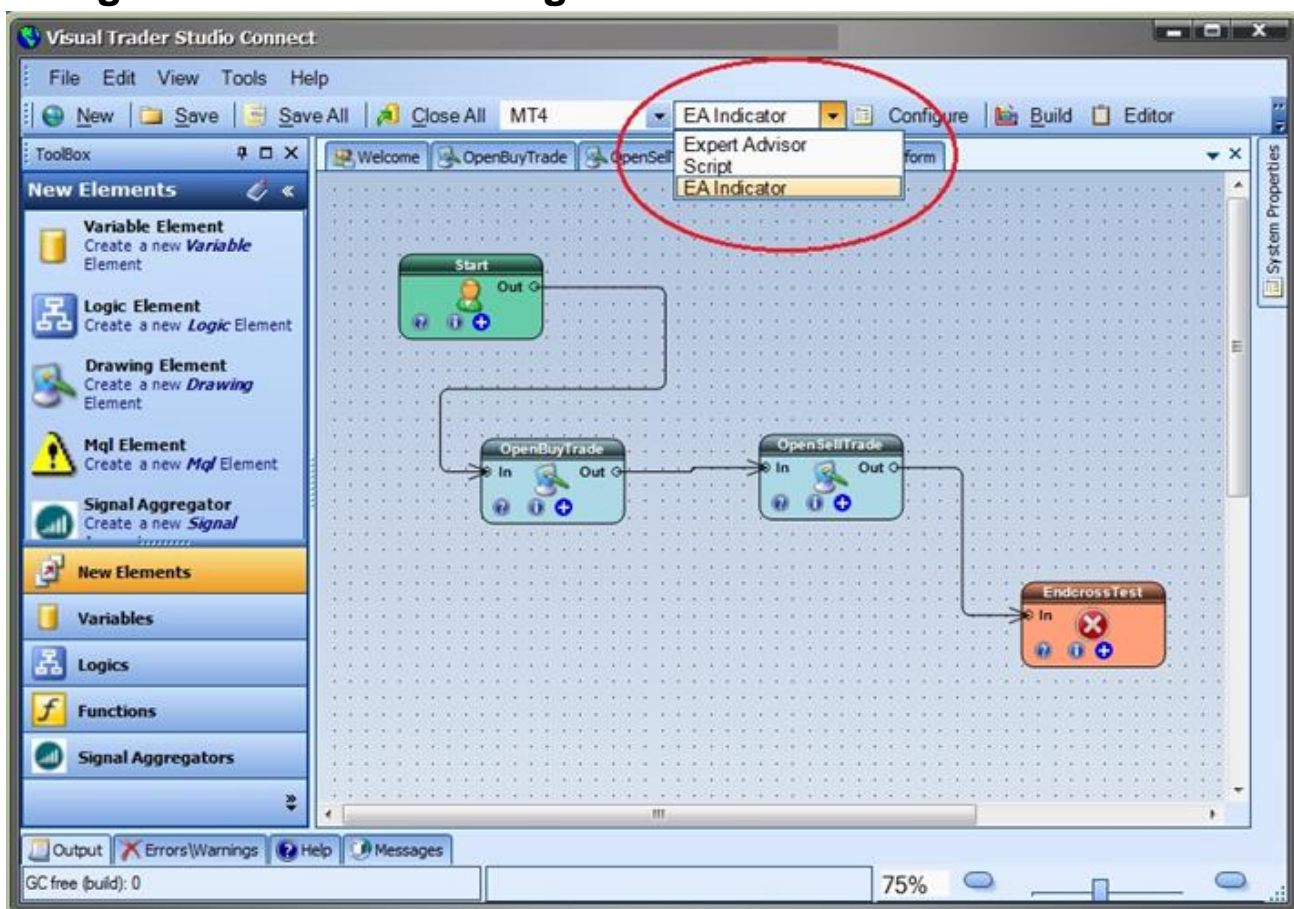 Visual Trader Studio Connect
File Edit View Tools Help
New Save Save All Close All MT4 EA Indicator Configure Build Editor
Expert Advisor
Script
EA Indicator
ToolBox
Welcome OpenBuyTrade OpenSell form
System Properties
New Elements
Variable Element
Create a new Variable
Element
Logic Element
Create a new Logic Element
Drawing Element
Create a new Drawing
Element
Mql Element
Create a new Mql Element
Signal Aggregator
Create a new Signal
New Elements
Variables
Logics
Functions
Signal Aggregators
Start
Out
OpenBuyTrade
In Out
OpenSellTrade
In Out
EndcrossTest
In
Output Errors\Warnings Help Messages
GC free (build): 0
75%